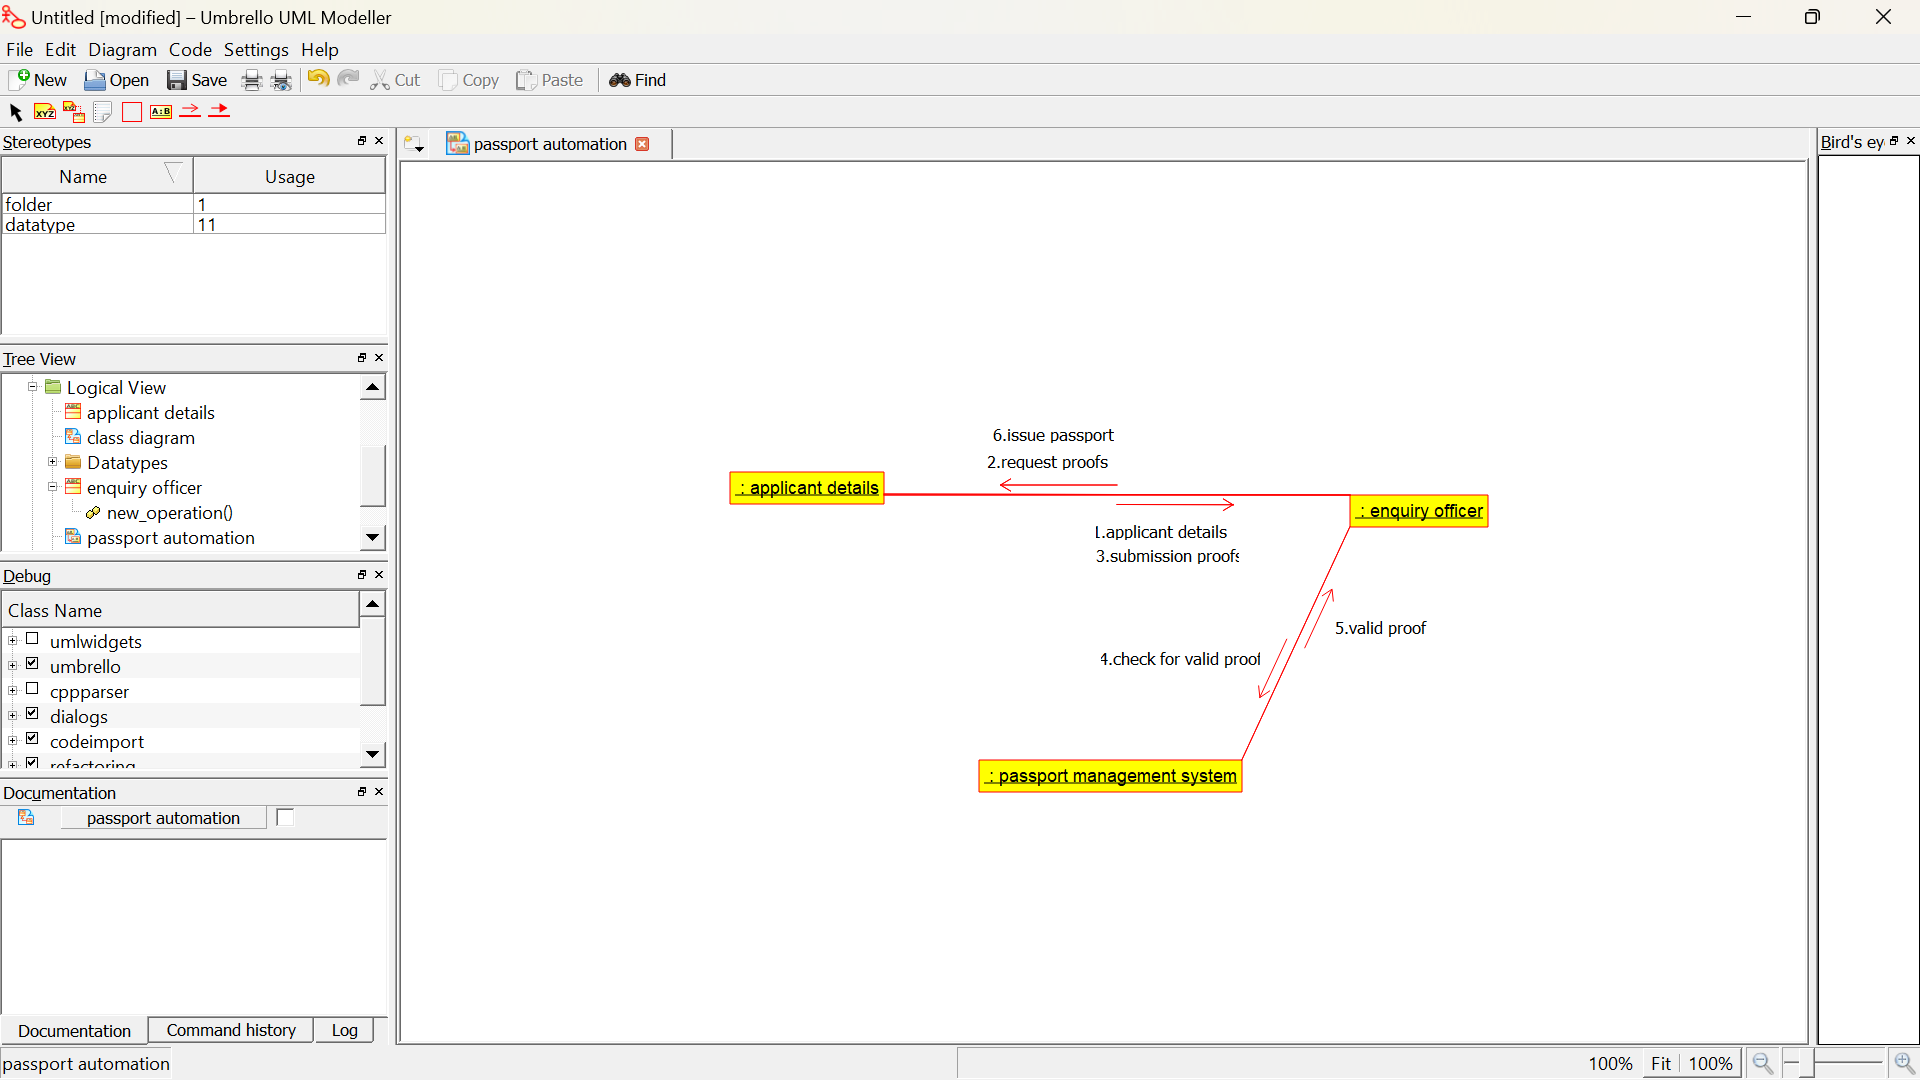 Untitled [modified] – Umbrello UML Modeller
File Edit Diagram Code Settings Help
New Open Save Cut Copy Paste Find
XYZ XYZ A:B
Stereotypes
Name Usage
folder 1
datatype 11
Tree View
Logical View
applicant details
class diagram
Datatypes
enquiry officer
new_operation()
passport automation
Debug
Class Name
umlwidgets
umbrello
cppparser
dialogs
codeimport
refactoring
Documentation
passport automation
Documentation Command history Log
passport automation
passport automation
6.issue passport
2.request proofs
: applicant details
: enquiry officer
1.applicant details
3.submission proofs
5.valid proof
4.check for valid proof
: passport management system
Bird's ey
100% Fit 100%